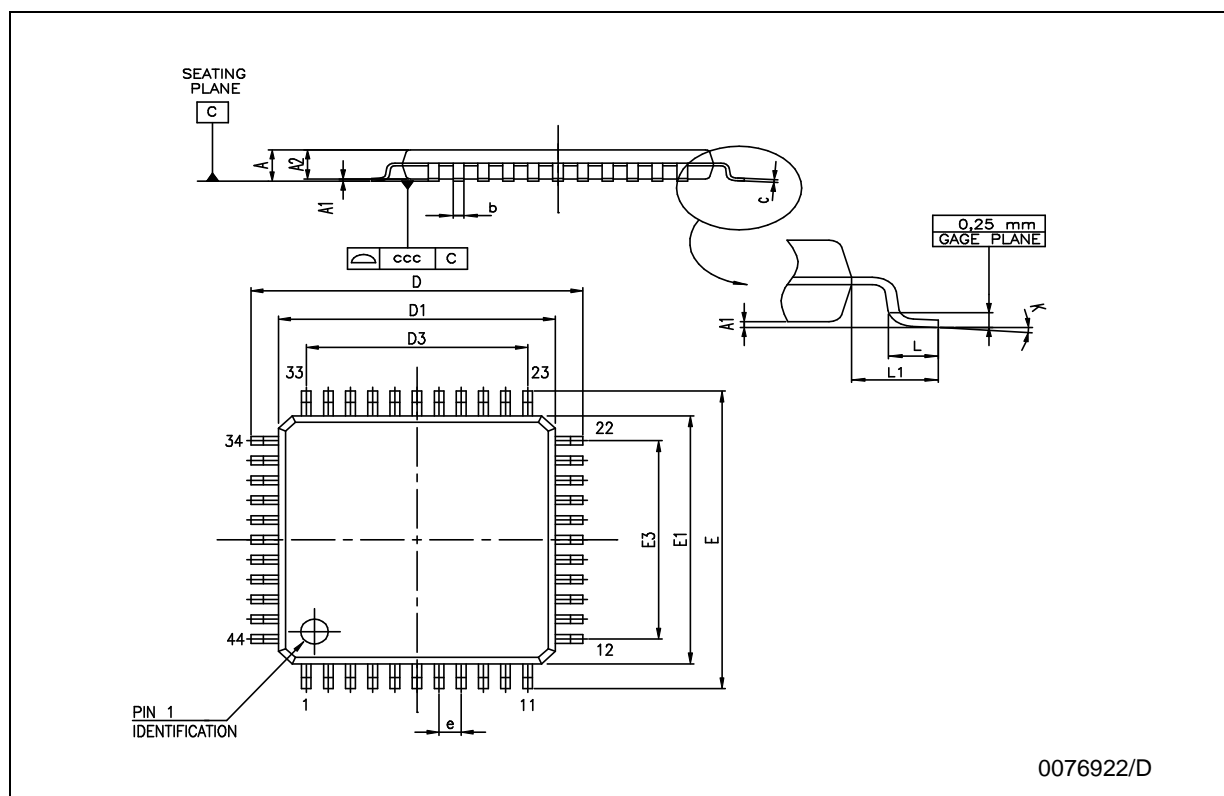 SEATING
PLANE
C
A
A2
A1
b
c
ccc C
0,25 mm
GAGE PLANE
A1
K
L
L1
D
D1
D3
33
23
34
22
E3
E1
E
44
12
1
11
e
PIN 1
IDENTIFICATION
0076922/D